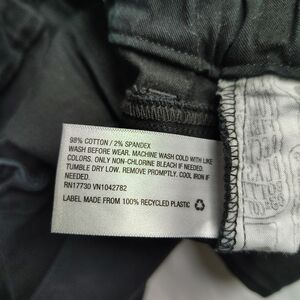 98% COTTON / 2% SPANDEX
WASH BEFORE WEAR. MACHINE WASH COLD WITH LIKE
COLORS. ONLY NON-CHLORINE BLEACH IF NEEDED.
TUMBLE DRY LOW. REMOVE PROMPTLY. COOL IRON IF
NEEDED.
RN17730 VN1042782
LABEL MADE FROM 100% RECYCLED PLASTIC